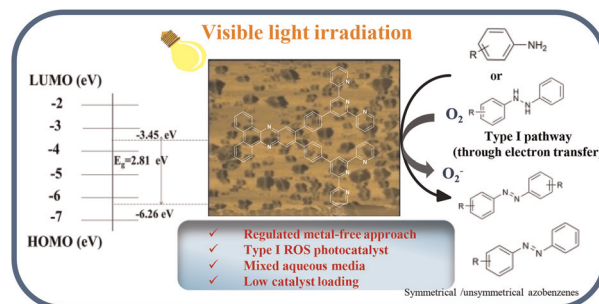 Visible light irradiation
LUMO (eV)
-2
-3
-3.45 eV
-4
Eg=2.81 eV
-5
-6
-6.26 eV
-7
HOMO (eV)
R
NH2
or
R
H
N
N
H
O2
Type I pathway
(through electron transfer
O2-
R
N
N
R
R
N
N
Symmetrical /unsymmetrical azobenzenes
✓ Regulated metal-free approach
✓ Type I ROS photocatalyst
✓ Mixed aqueous media
✓ Low catalyst loading